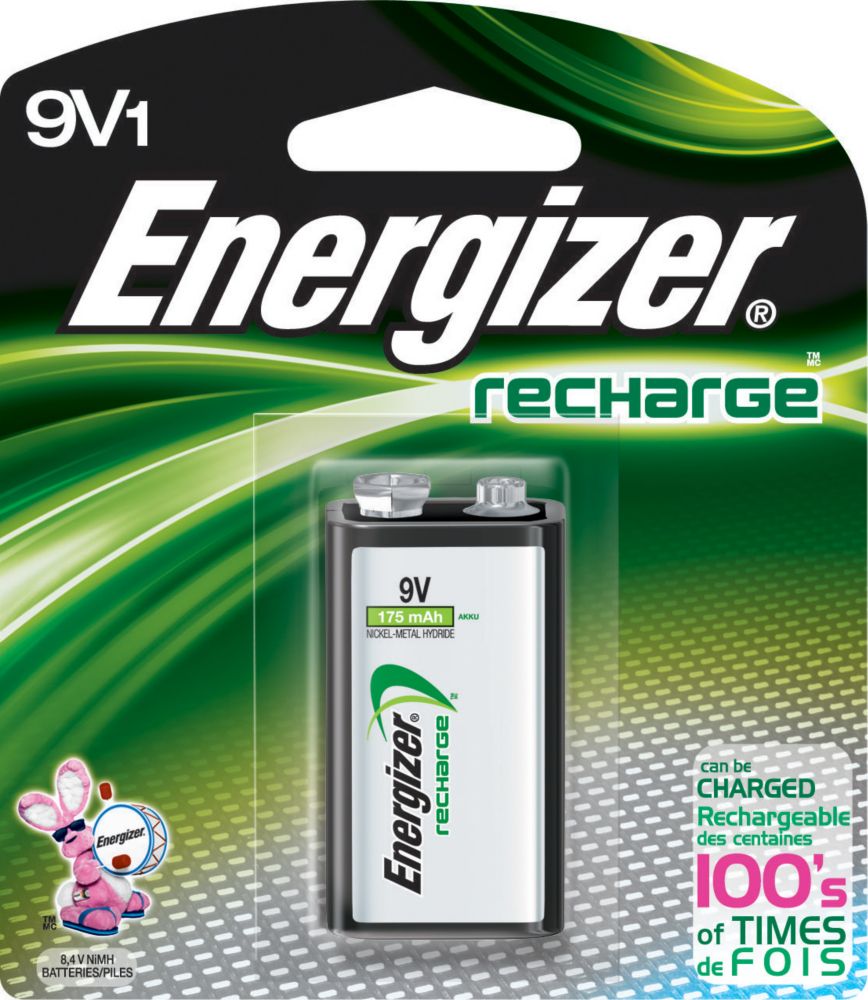 9V1
Energizer®
™
MC
recharge
9V
175 mAh AKKU
NICKEL-METAL HYDRIDE
Energizer®
recharge
Energizer.
™
MC
8,4 V NiMH
BATTERIES/PILES
can be
CHARGED
Rechargeable
des centaines
100's
of TIMES
de FOIS